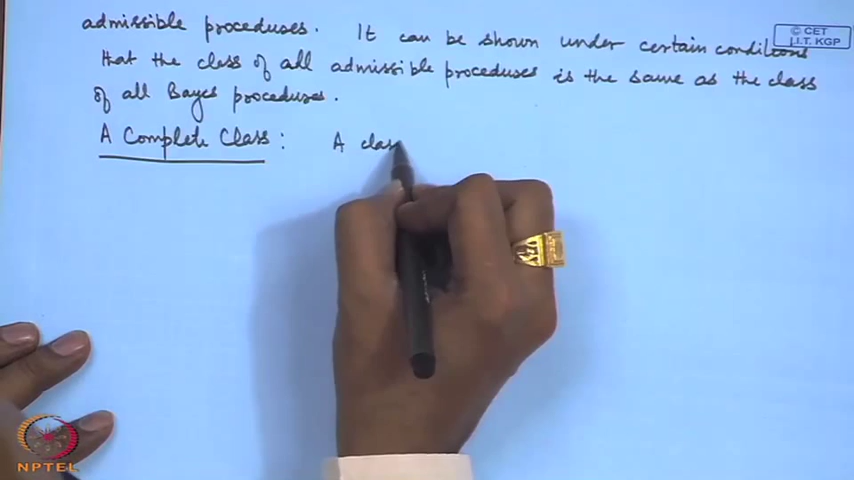 admissible procedures. It can be shown under certain conditions
© CET
I.I.T. KGP
that the class of all admissible procedures is the same as the class
of all Bayes procedures.
A Complete Class : A class
NPTEL